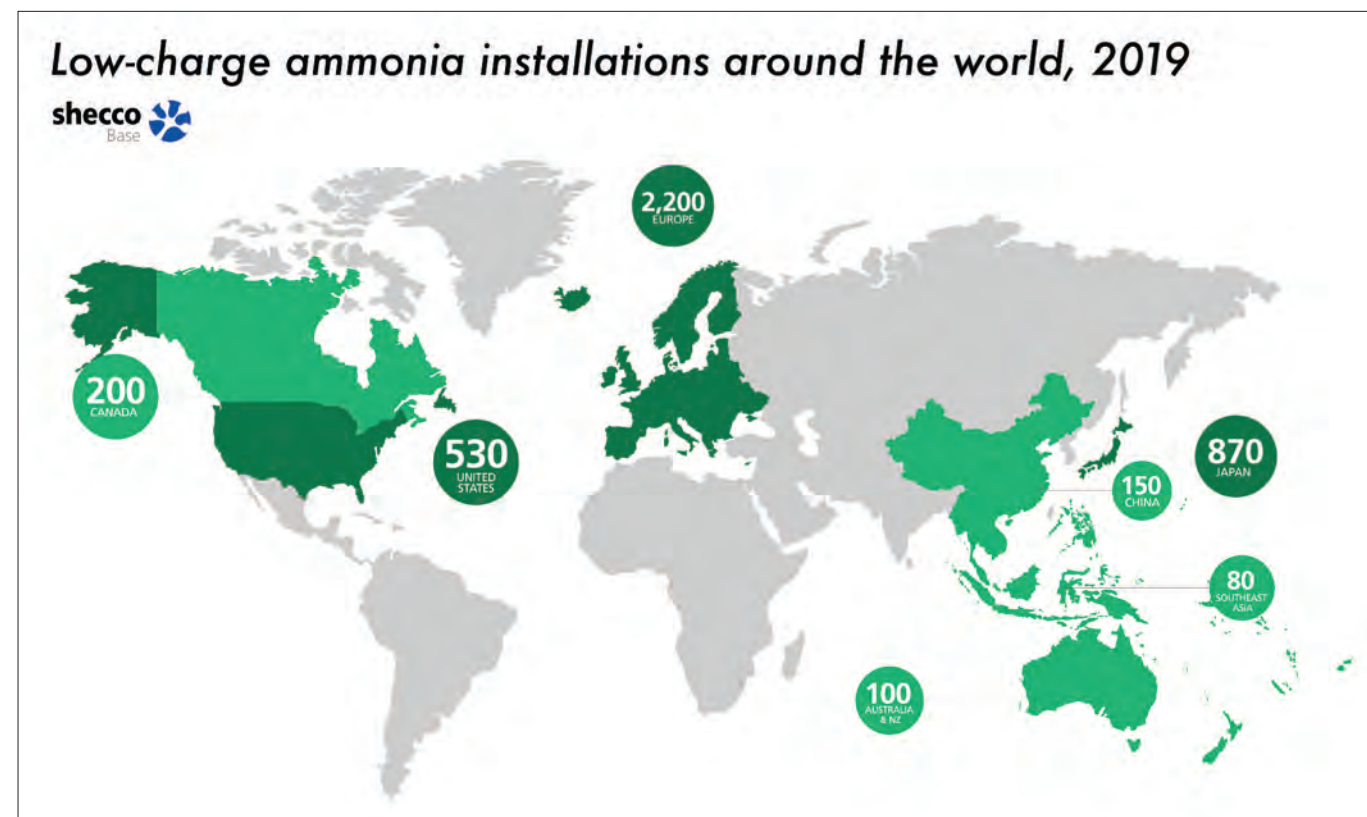 Low-charge ammonia installations around the world, 2019
shecco
Base
2,200
EUROPE
200
CANADA
530
UNITED
STATES
870
JAPAN
150
CHINA
80
SOUTHEAST
ASIA
100
AUSTRALIA
& NZ